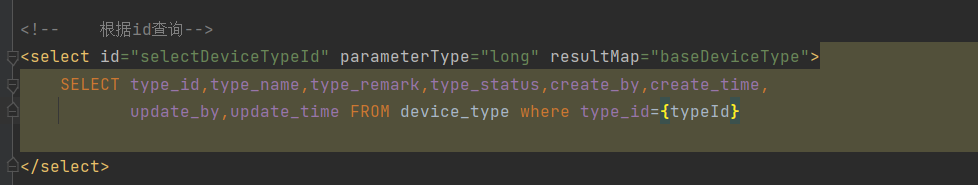 <!--    根据id查询-->
<select id="selectDeviceTypeId" parameterType="long" resultMap="baseDeviceType">
SELECT type_id,type_name,type_remark,type_status,create_by,create_time,
update_by,update_time FROM device_type where type_id={typeId}
</select>